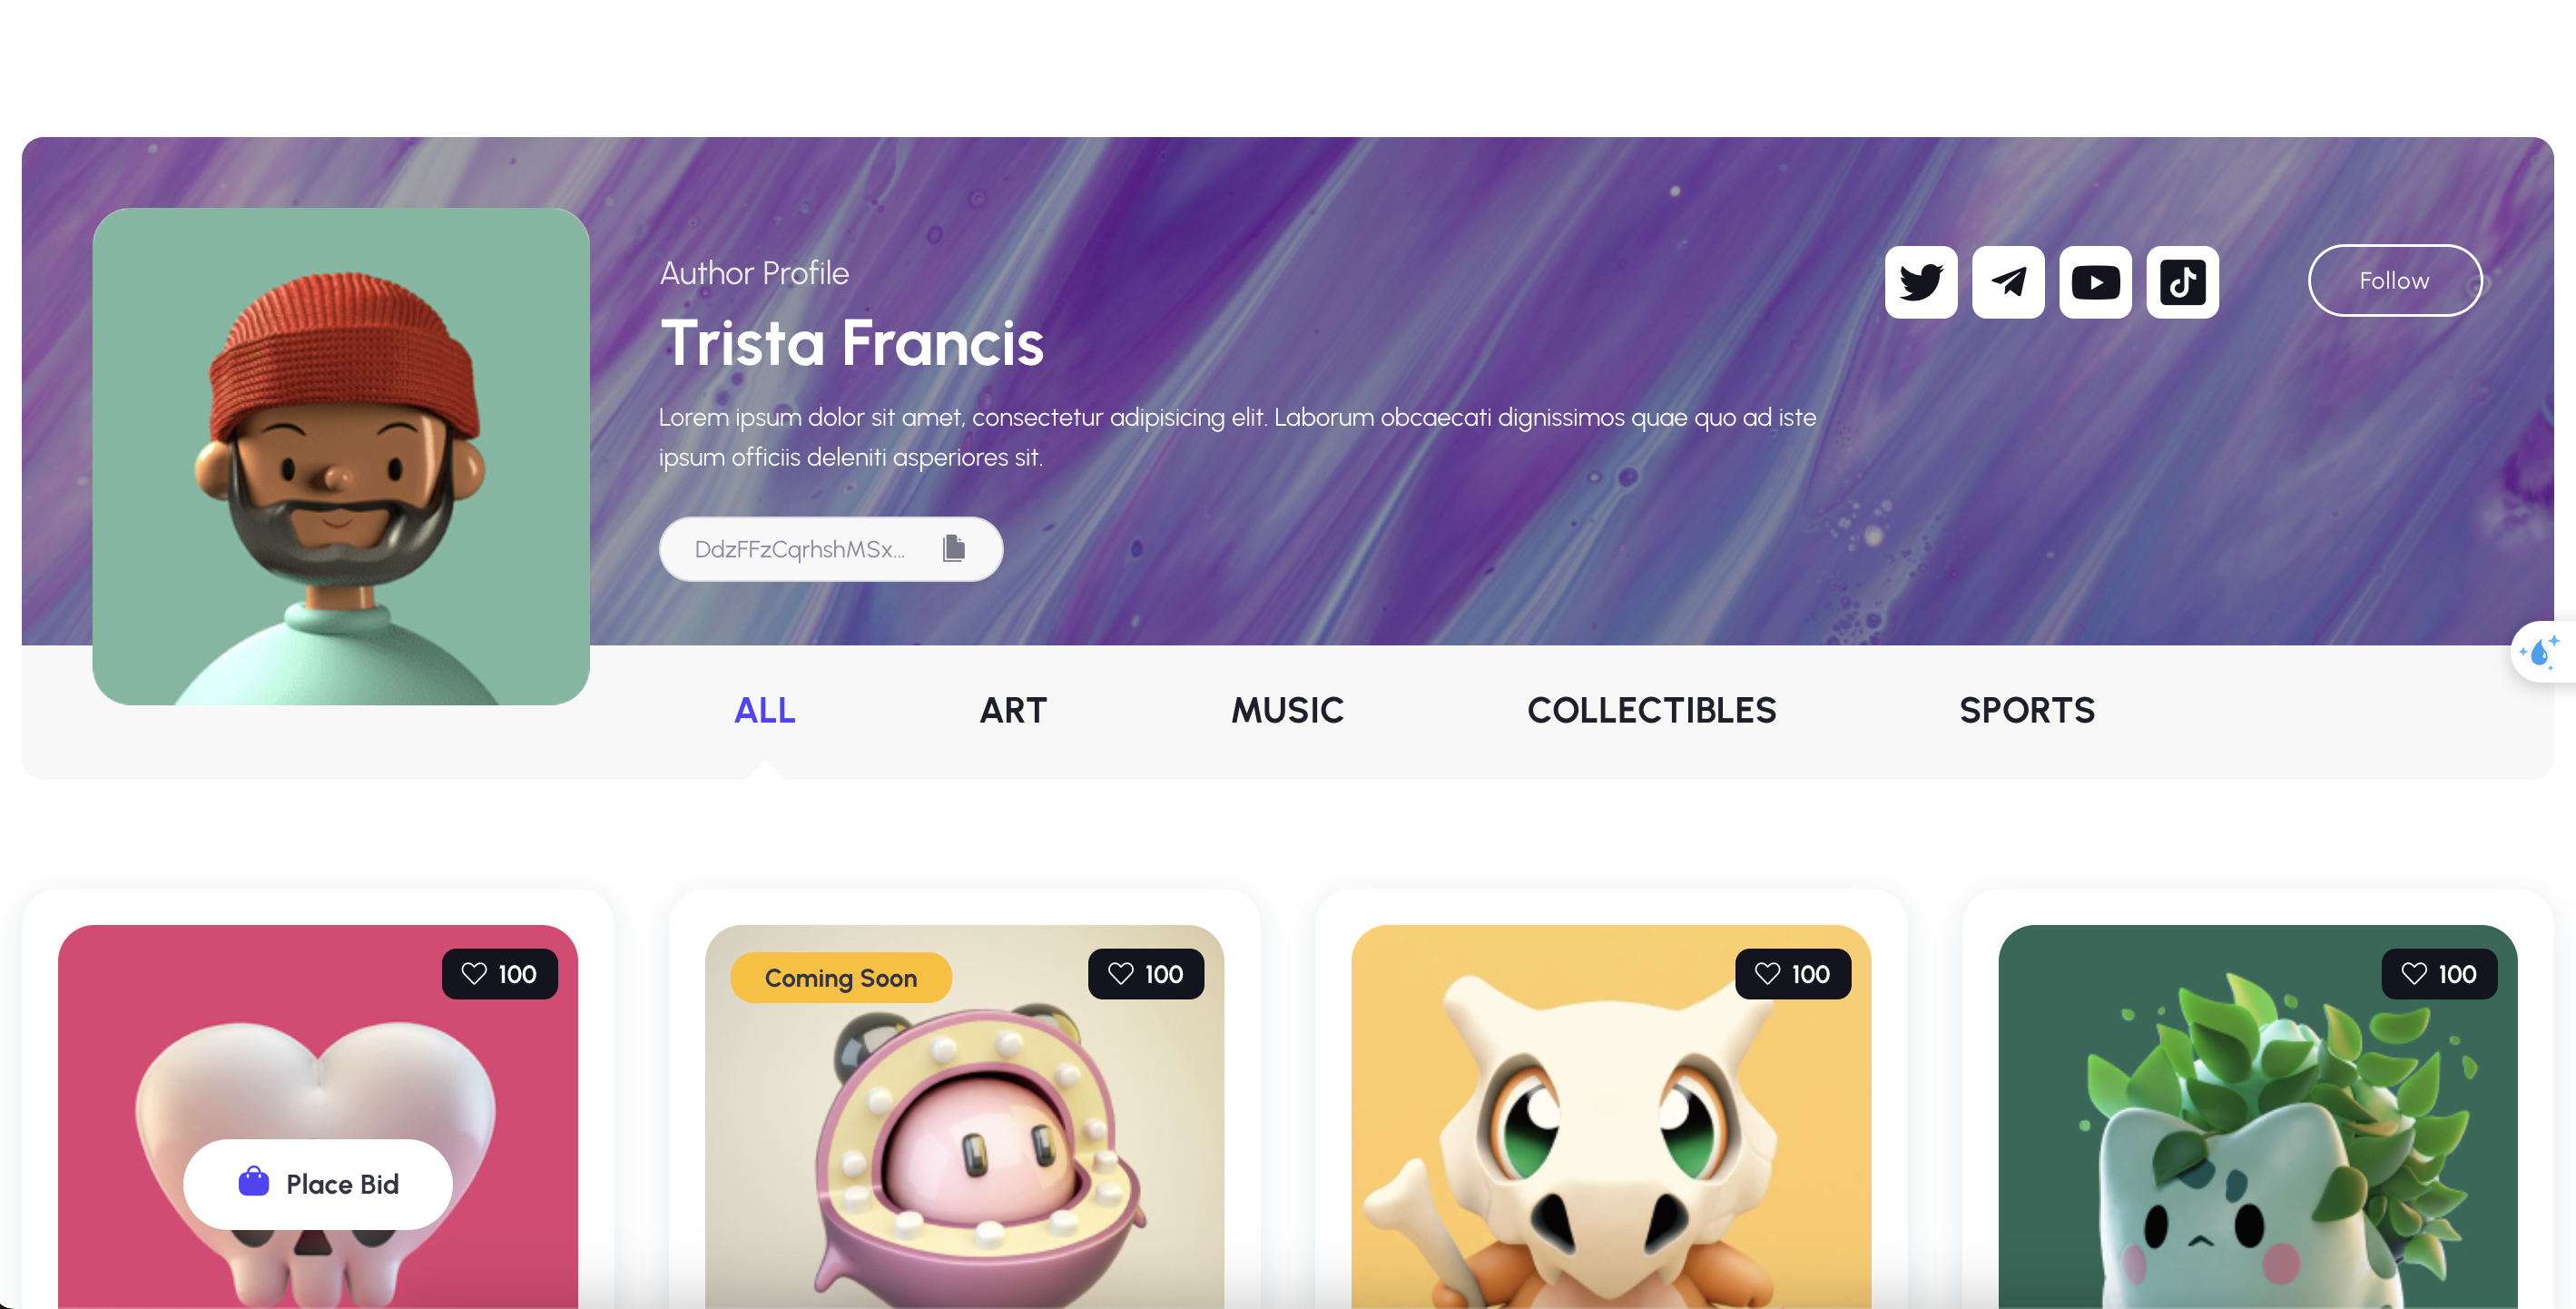 Author Profile
Trista Francis
Follow
Lorem ipsum dolor sit amet, consectetur adipisicing elit. Laborum obcaecati dignissimos quae quo ad iste
ipsum officiis deleniti asperiores sit.
DdzFFzCqrhshMSx...
ALL ART MUSIC COLLECTIBLES SPORTS
100
Coming Soon 100
100
100
Place Bid